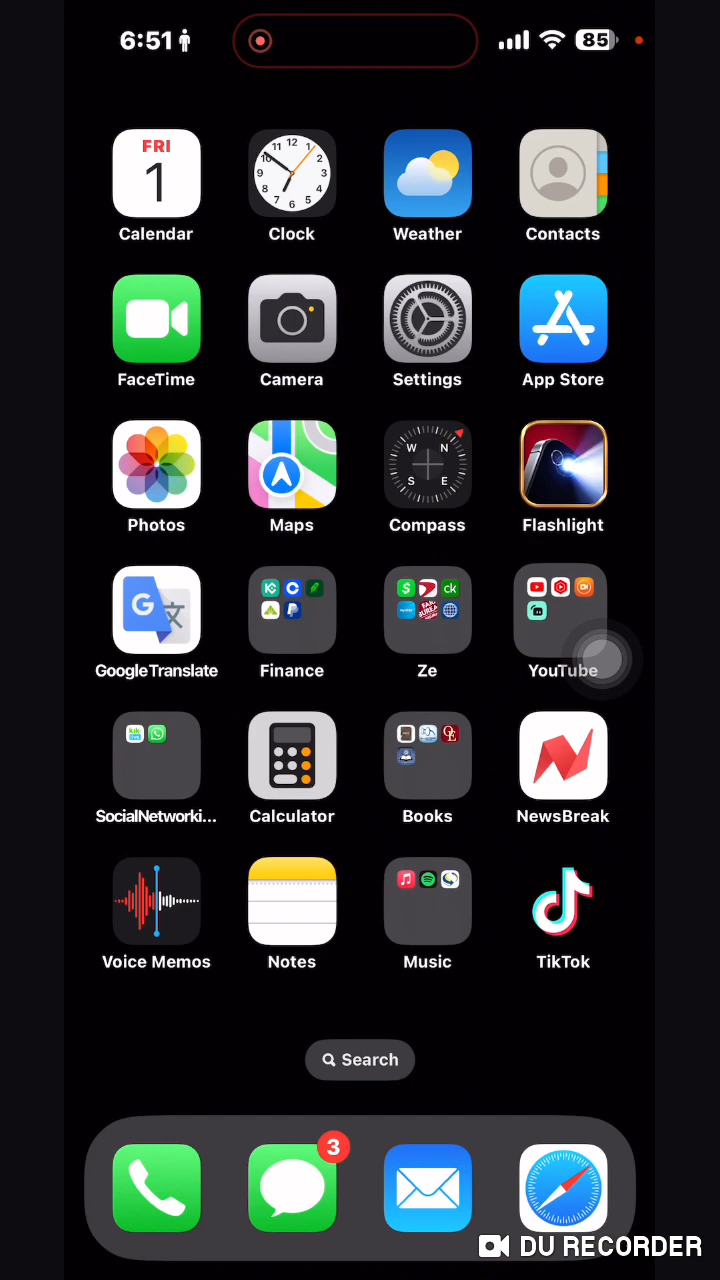 6:51
85
FRI
1
Calendar
Clock
Weather
Contacts
FaceTime
Camera
Settings
App Store
W N
S E
Photos
Maps
Compass
Flashlight
GoogleTranslate
Finance
Ze
YouTube
SocialNetworki...
Calculator
Books
NewsBreak
Voice Memos
Notes
Music
TikTok
Search
3
DU RECORDER